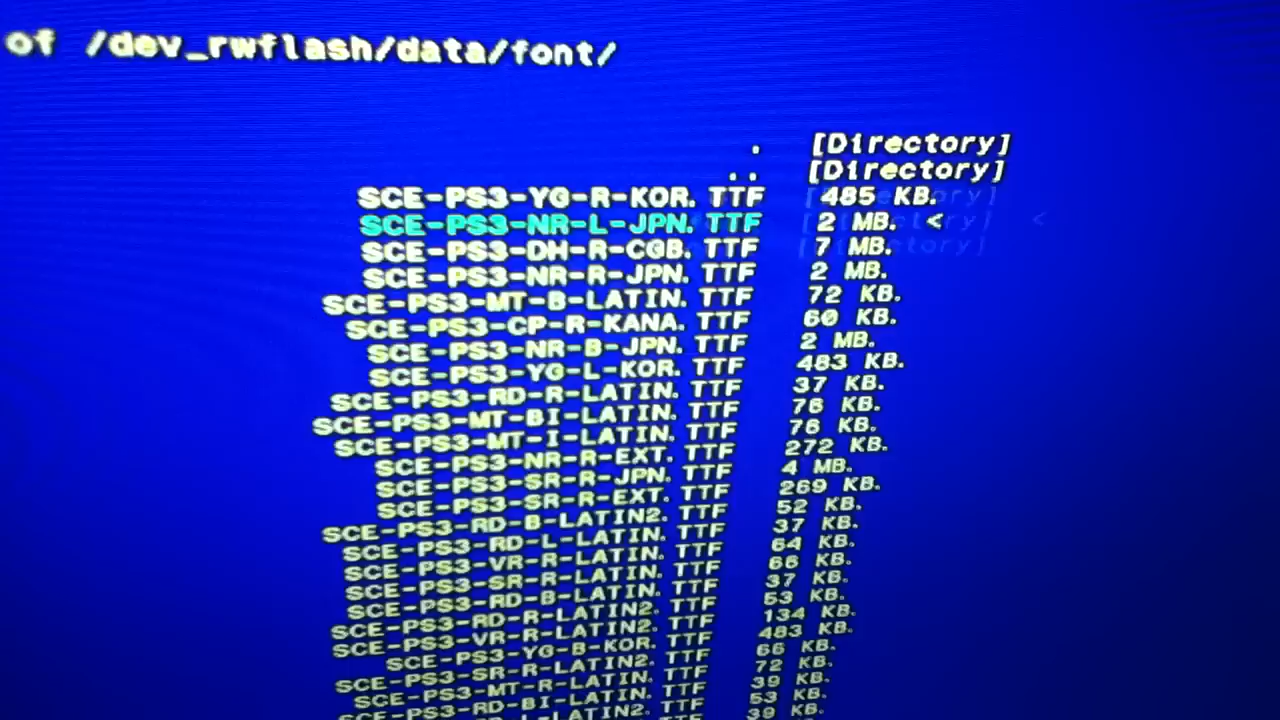 of /dev_rwflash/data/font/
. [Directory]
.. [Directory]
SCE-PS3-YG-R-KOR. TTF 485 KB.
SCE-PS3-NR-L-JPN. TTF 2 MB. <
SCE-PS3-DH-R-CGB. TTF 7 MB.
SCE-PS3-NR-R-JPN. TTF 2 MB.
SCE-PS3-MT-B-LATIN. TTF 72 KB.
SCE-PS3-CP-R-KANA. TTF 60 KB.
SCE-PS3-NR-B-JPN. TTF 2 MB.
SCE-PS3-YG-L-KOR. TTF 483 KB.
SCE-PS3-RD-R-LATIN. TTF 37 KB.
SCE-PS3-MT-BI-LATIN. TTF 76 KB.
SCE-PS3-MT-I-LATIN. TTF 76 KB.
SCE-PS3-NR-R-EXT. TTF 272 KB.
SCE-PS3-SR-R-JPN. TTF 4 MB.
SCE-PS3-SR-R-EXT. TTF 269 KB.
SCE-PS3-RD-B-LATIN2. TTF 52 KB.
SCE-PS3-RD-L-LATIN. TTF 37 KB.
SCE-PS3-VR-R-LATIN. TTF 64 KB.
SCE-PS3-SR-R-LATIN. TTF 66 KB.
SCE-PS3-RD-B-LATIN. TTF 37 KB.
SCE-PS3-RD-R-LATIN2. TTF 53 KB.
SCE-PS3-VR-R-LATIN2. TTF 134 KB.
SCE-PS3-YG-B-KOR. TTF 483 KB.
SCE-PS3-SR-R-LATIN2. TTF 66 KB.
SCE-PS3-MT-R-LATIN. TTF 72 KB.
SCE-PS3-RD-BI-LATIN. TTF 39 KB.
L-LATIN2. TTF 53 KB.
39 KB.